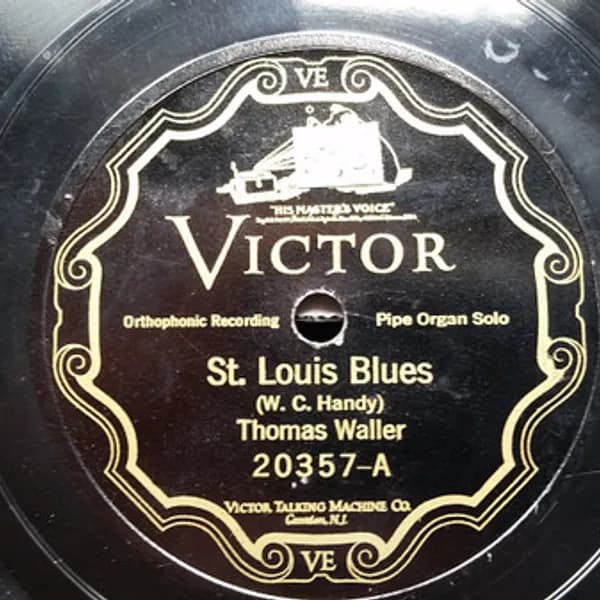 VE
"HIS MASTER'S VOICE"
VICTOR
Orthophonic Recording Pipe Organ Solo
St. Louis Blues
(W. C. Handy)
Thomas Waller
20357-A
VICTOR TALKING MACHINE CO.
Camden, N.J.
VE